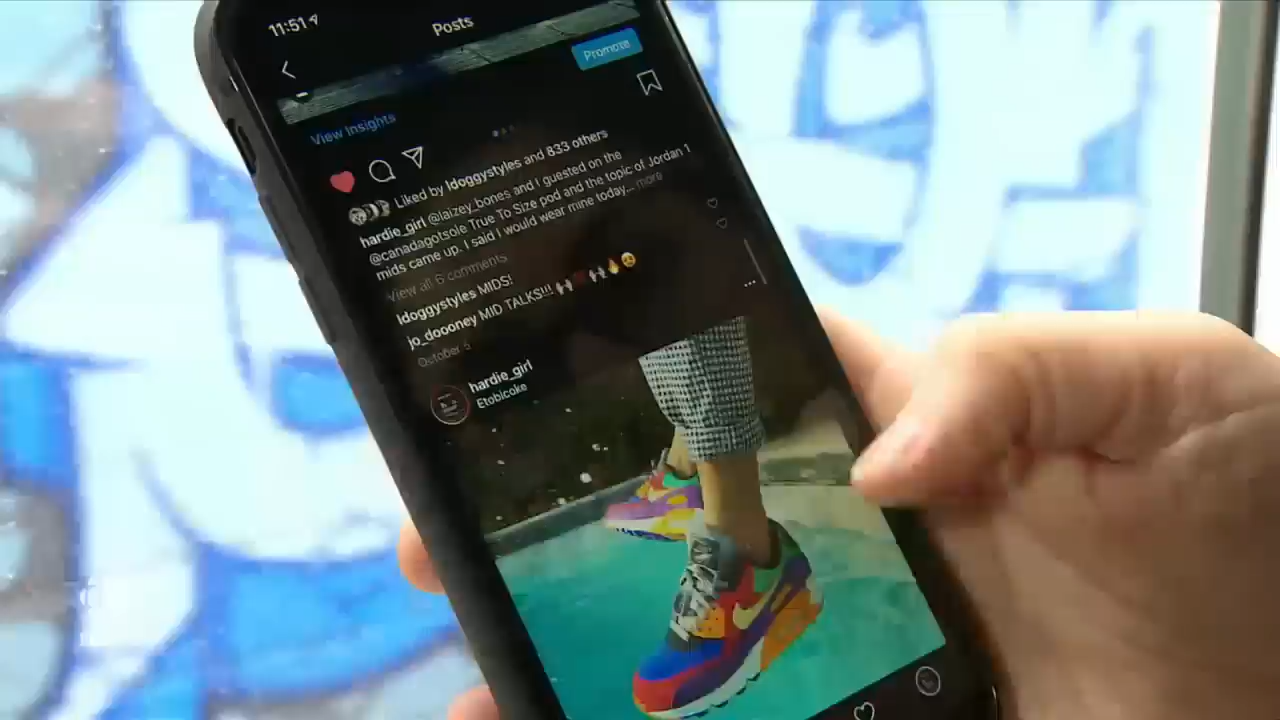 11:51
Posts
Promote
View Insights
Liked by ldoggystyles and 833 others
hardie_girl @laizey_bones and I guested on the
@canadagotsole True To Size pod and the topic of Jordan 1
mids came up. I said I would wear mine today... more
View all 6 comments
ldoggystyles MIDS!
jo_doooney MID TALKS!!! 🙌🏻🙌🏻🔥🥺
October 5
hardie_girl
Etobicoke